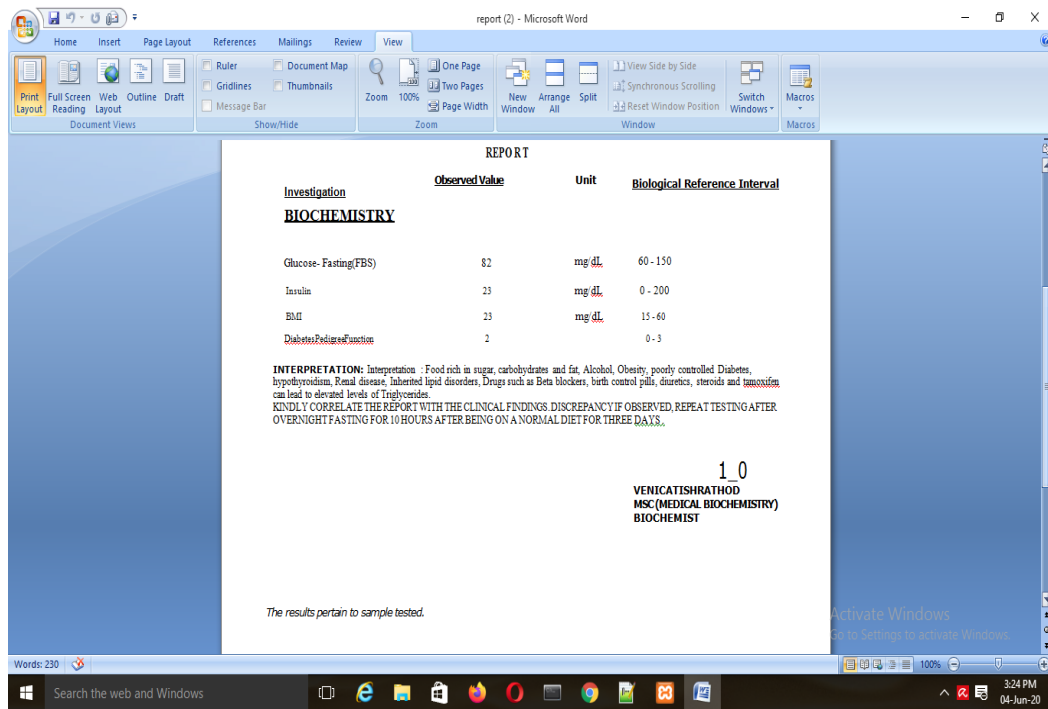 report (2) - Microsoft Word
Home Insert Page Layout References Mailings Review View
Print Layout
Full Screen Reading
Web Layout
Outline
Draft
Document Views
Ruler
Gridlines
Message Bar
Document Map
Thumbnails
Show/Hide
Zoom
100%
One Page
Two Pages
Page Width
Zoom
New Window
Arrange All
Split
View Side by Side
Synchronous Scrolling
Reset Window Position
Window
Switch Windows
Macros
Macros
REPORT
Investigation Observed Value Unit Biological Reference Interval
BIOCHEMISTRY
Glucose- Fasting(FBS) 82 mg/dL 60 - 150
Insulin 23 mg/dL 0 - 200
BMI 23 mg/dL 15 - 60
DiabetesPedigreeFunction 2 0 - 3
INTERPRETATION: Interpretation : Food rich in sugar, carbohydrates and fat, Alcohol, Obesity, poorly controlled Diabetes,
hypothyroidism, Renal disease, Inherited lipid disorders, Drugs such as Beta blockers, birth control pills, diuretics, steroids and tamoxifen
can lead to elevated levels of Triglycerides.
KINDLY CORRELATE THE REPORT WITH THE CLINICAL FINDINGS. DISCREPANCY IF OBSERVED, REPEAT TESTING AFTER
OVERNIGHT FASTING FOR 10 HOURS AFTER BEING ON A NORMAL DIET FOR THREE DAYS.
1_0
VENICATISHRATHOD
MSC(MEDICAL BIOCHEMISTRY)
BIOCHEMIST
The results pertain to sample tested.
Activate Windows
Go to Settings to activate Windows.
Words: 230
100%
Search the web and Windows
3:24 PM
04-Jun-20